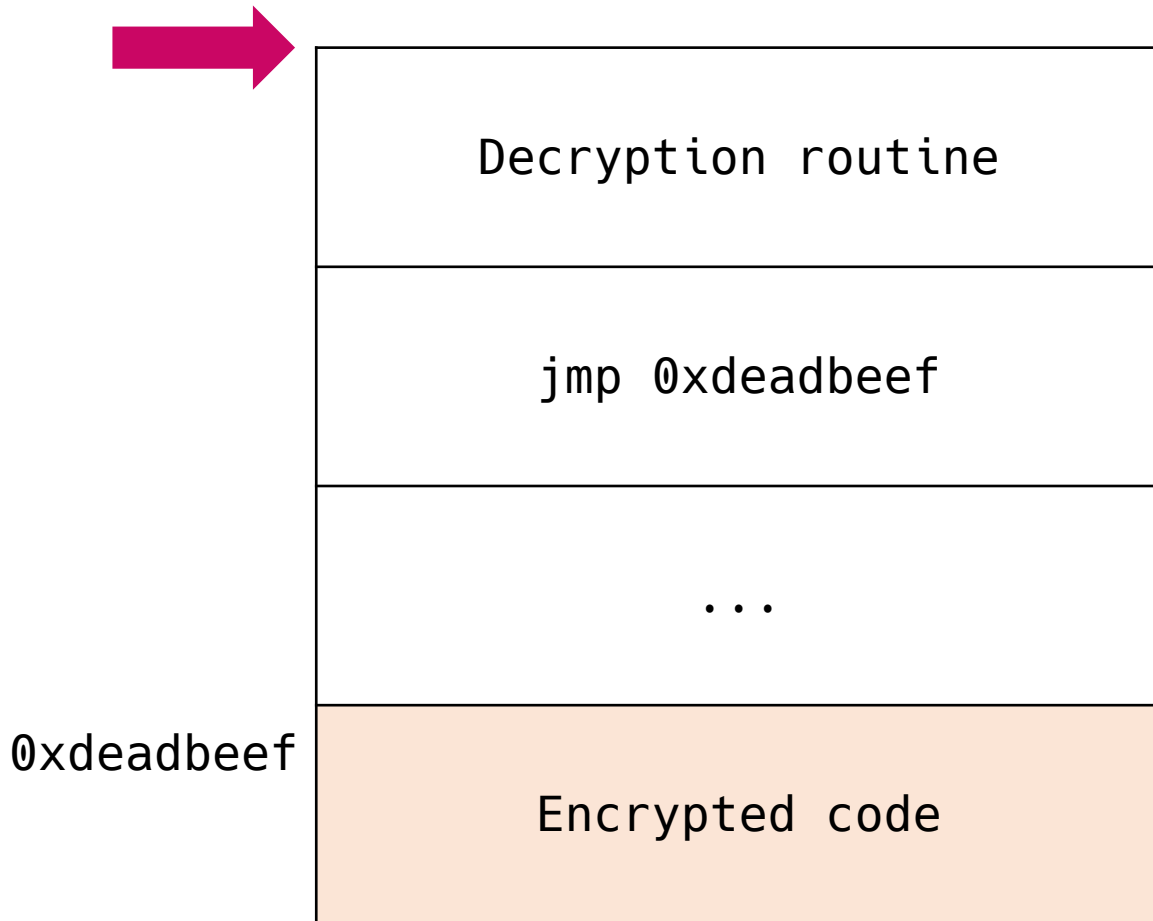 Decryption routine
jmp 0xdeadbeef
...
0xdeadbeef
Encrypted code